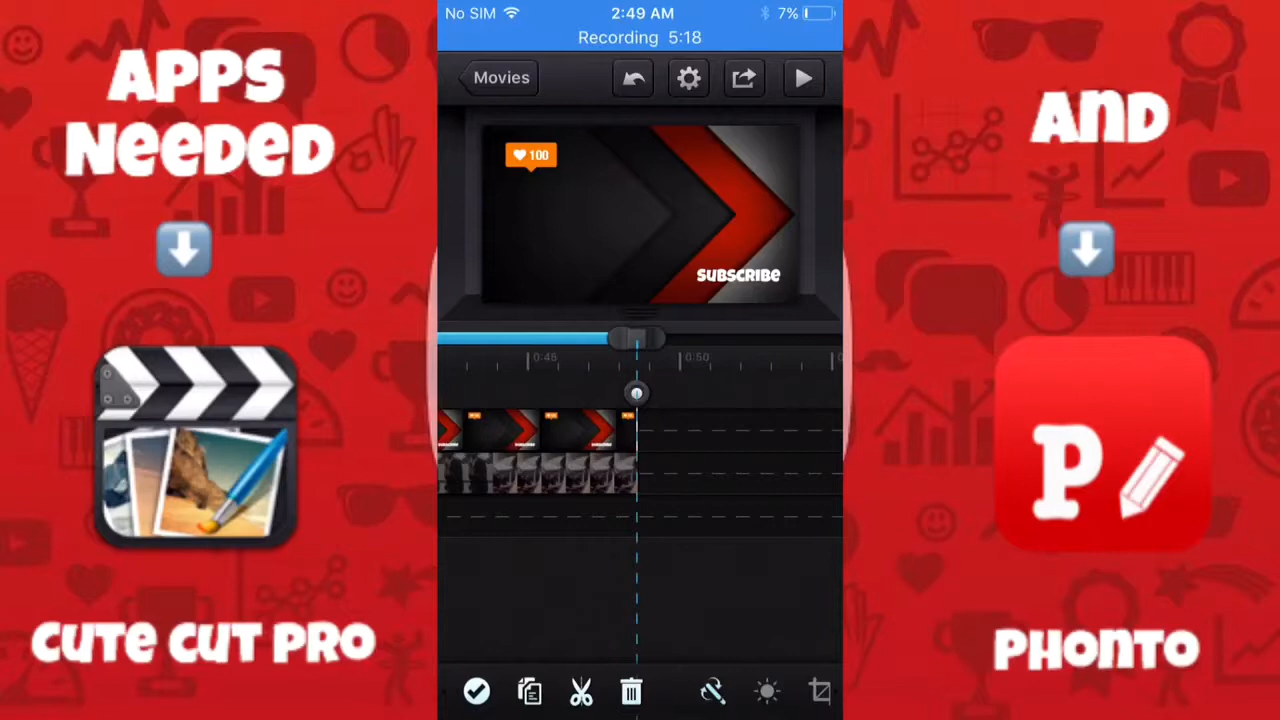 APPS
NEEDED
CUTE CUT PRO
No SIM
2:49 AM
7%
Recording 5:18
Movies
100
SUBSCRIBE
0:45
0:50
AND
P
PHONTO